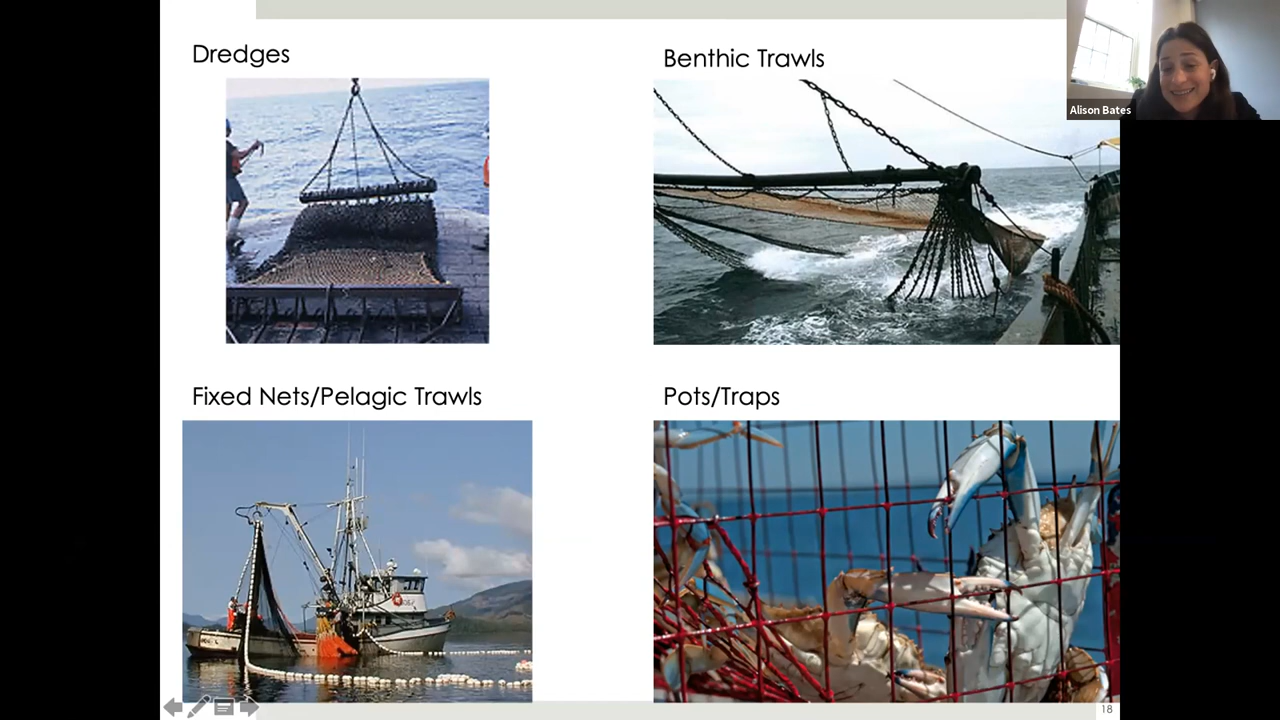 Dredges
Benthic Trawls
Alison Bates
Fixed Nets/Pelagic Trawls
Pots/Traps
18